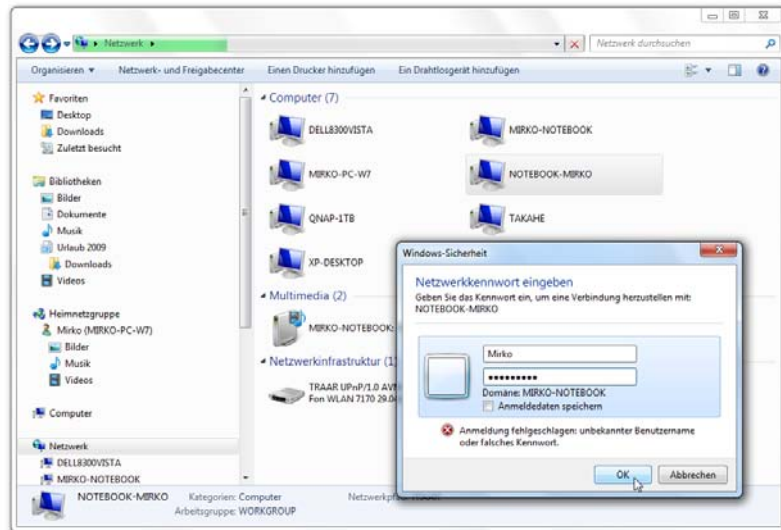 Netzwerk
Netzwerk durchsuchen
Organisieren
Netzwerk- und Freigabecenter
Einen Drucker hinzufügen
Ein Drahtlosgerät hinzufügen
Favoriten
Desktop
Downloads
Zuletzt besucht
Bibliotheken
Bilder
Dokumente
Musik
Urlaub 2009
Downloads
Videos
Heimnetzgruppe
Mirko (MIRKO-PC-W7)
Bilder
Musik
Videos
Computer
Netzwerk
DELL8300VISTA
MIRKO-NOTEBOOK
Computer (7)
DELL8300VISTA
MIRKO-NOTEBOOK
MIRKO-PC-W7
NOTEBOOK-MIRKO
QNAP-1TB
TAKAHE
XP-DESKTOP
Multimedia (2)
MIRKO-NOTEBOOK:
Netzwerkinfrastruktur (1
TRAAR UPnP/1.0 AVM
Fon WLAN 7170 29.0
Windows-Sicherheit
Netzwerkkennwort eingeben
Geben Sie das Kennwort ein, um eine Verbindung herzustellen mit:
NOTEBOOK-MIRKO
Mirko
Domäne: MIRKO-NOTEBOOK
Anmeldedaten speichern
Anmeldung fehlgeschlagen: unbekannter Benutzername
oder falsches Kennwort.
OK
Abbrechen
NOTEBOOK-MIRKO
Kategorien: Computer
Arbeitsgruppe: WORKGROUP